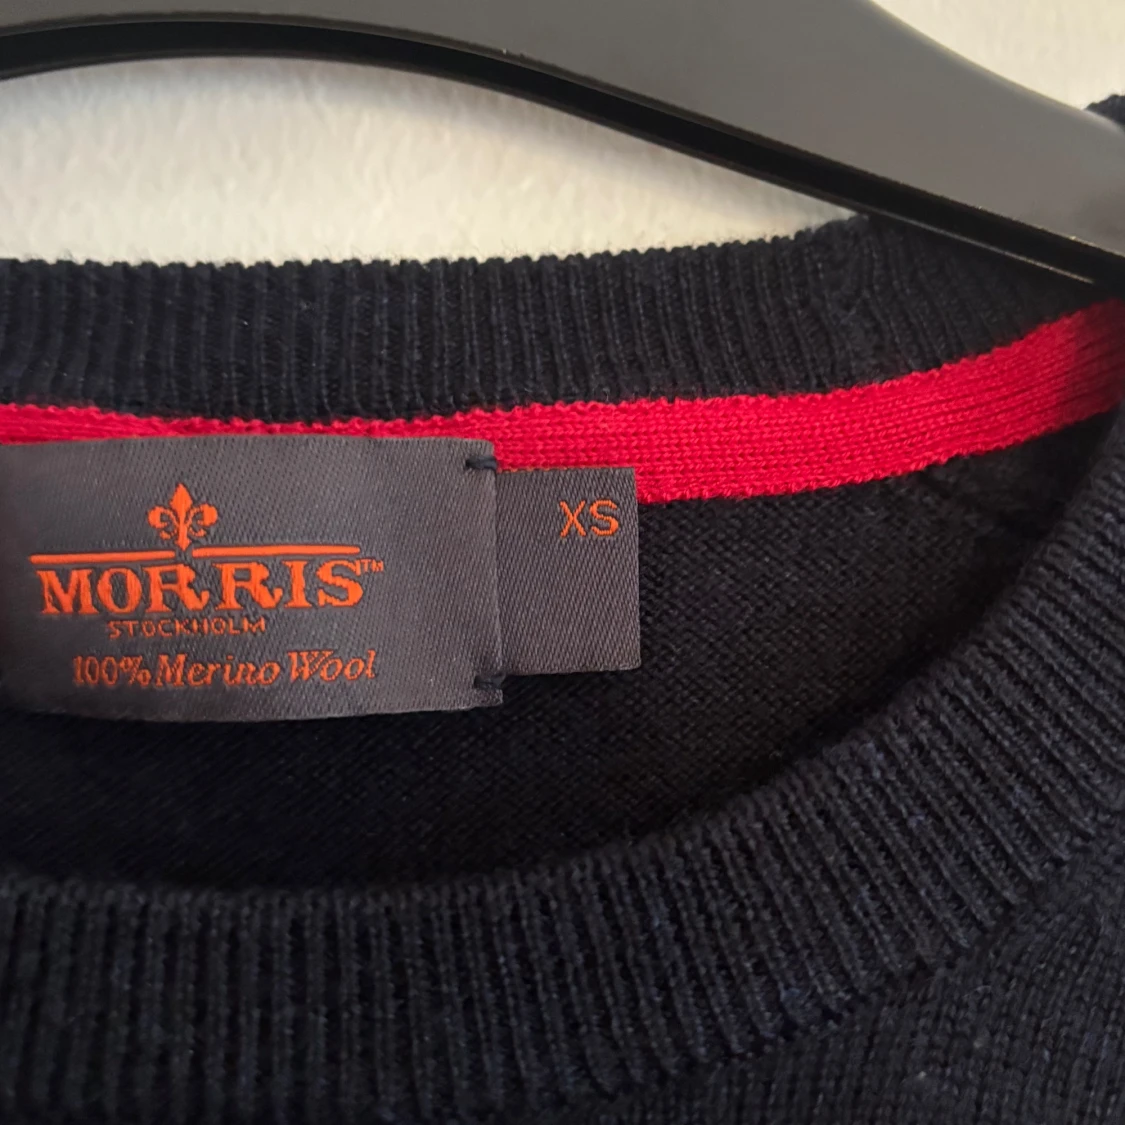 MORRIS™
STOCKHOLM
100% Merino Wool
XS